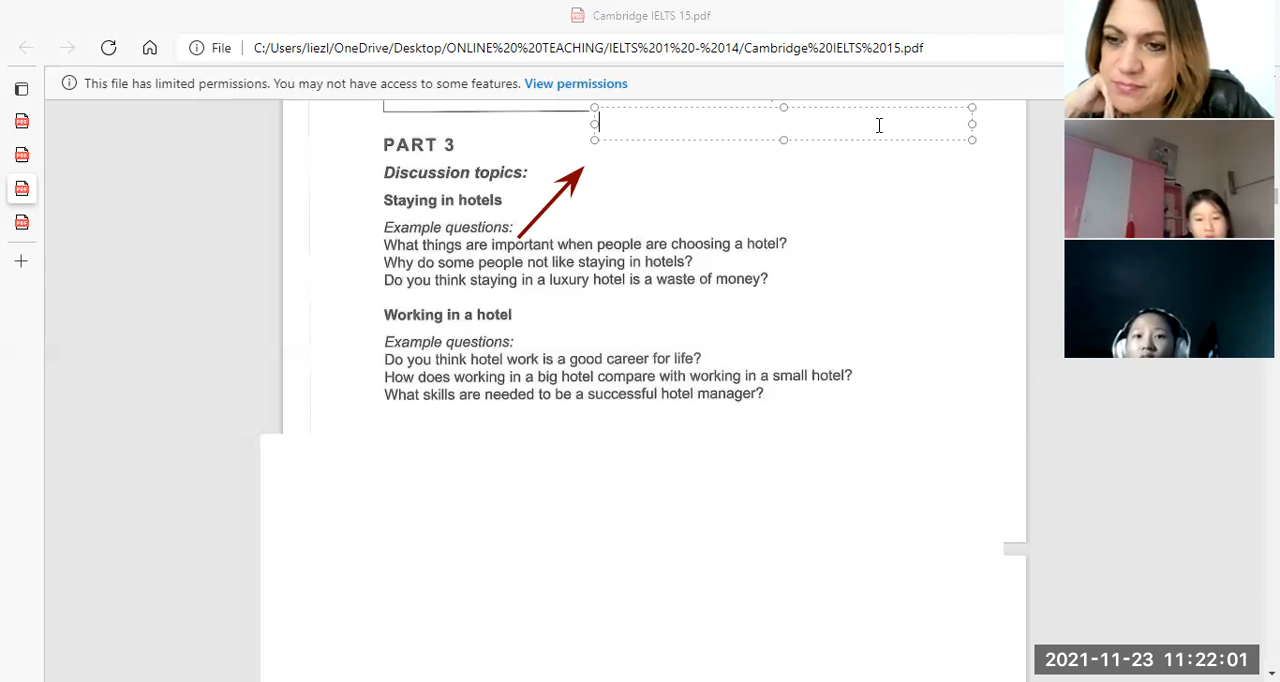 Cambridge IELTS 15.pdf
File C:/Users/liezl/OneDrive/Desktop/ONLINE%20%20TEACHING/IELTS%201%20-%2014/Cambridge%20IELTS%2015.pdf
This file has limited permissions. You may not have access to some features. View permissions
PART 3
Discussion topics:
Staying in hotels
Example questions:
What things are important when people are choosing a hotel?
Why do some people not like staying in hotels?
Do you think staying in a luxury hotel is a waste of money?
Working in a hotel
Example questions:
Do you think hotel work is a good career for life?
How does working in a big hotel compare with working in a small hotel?
What skills are needed to be a successful hotel manager?
2021-11-23 11:22:01